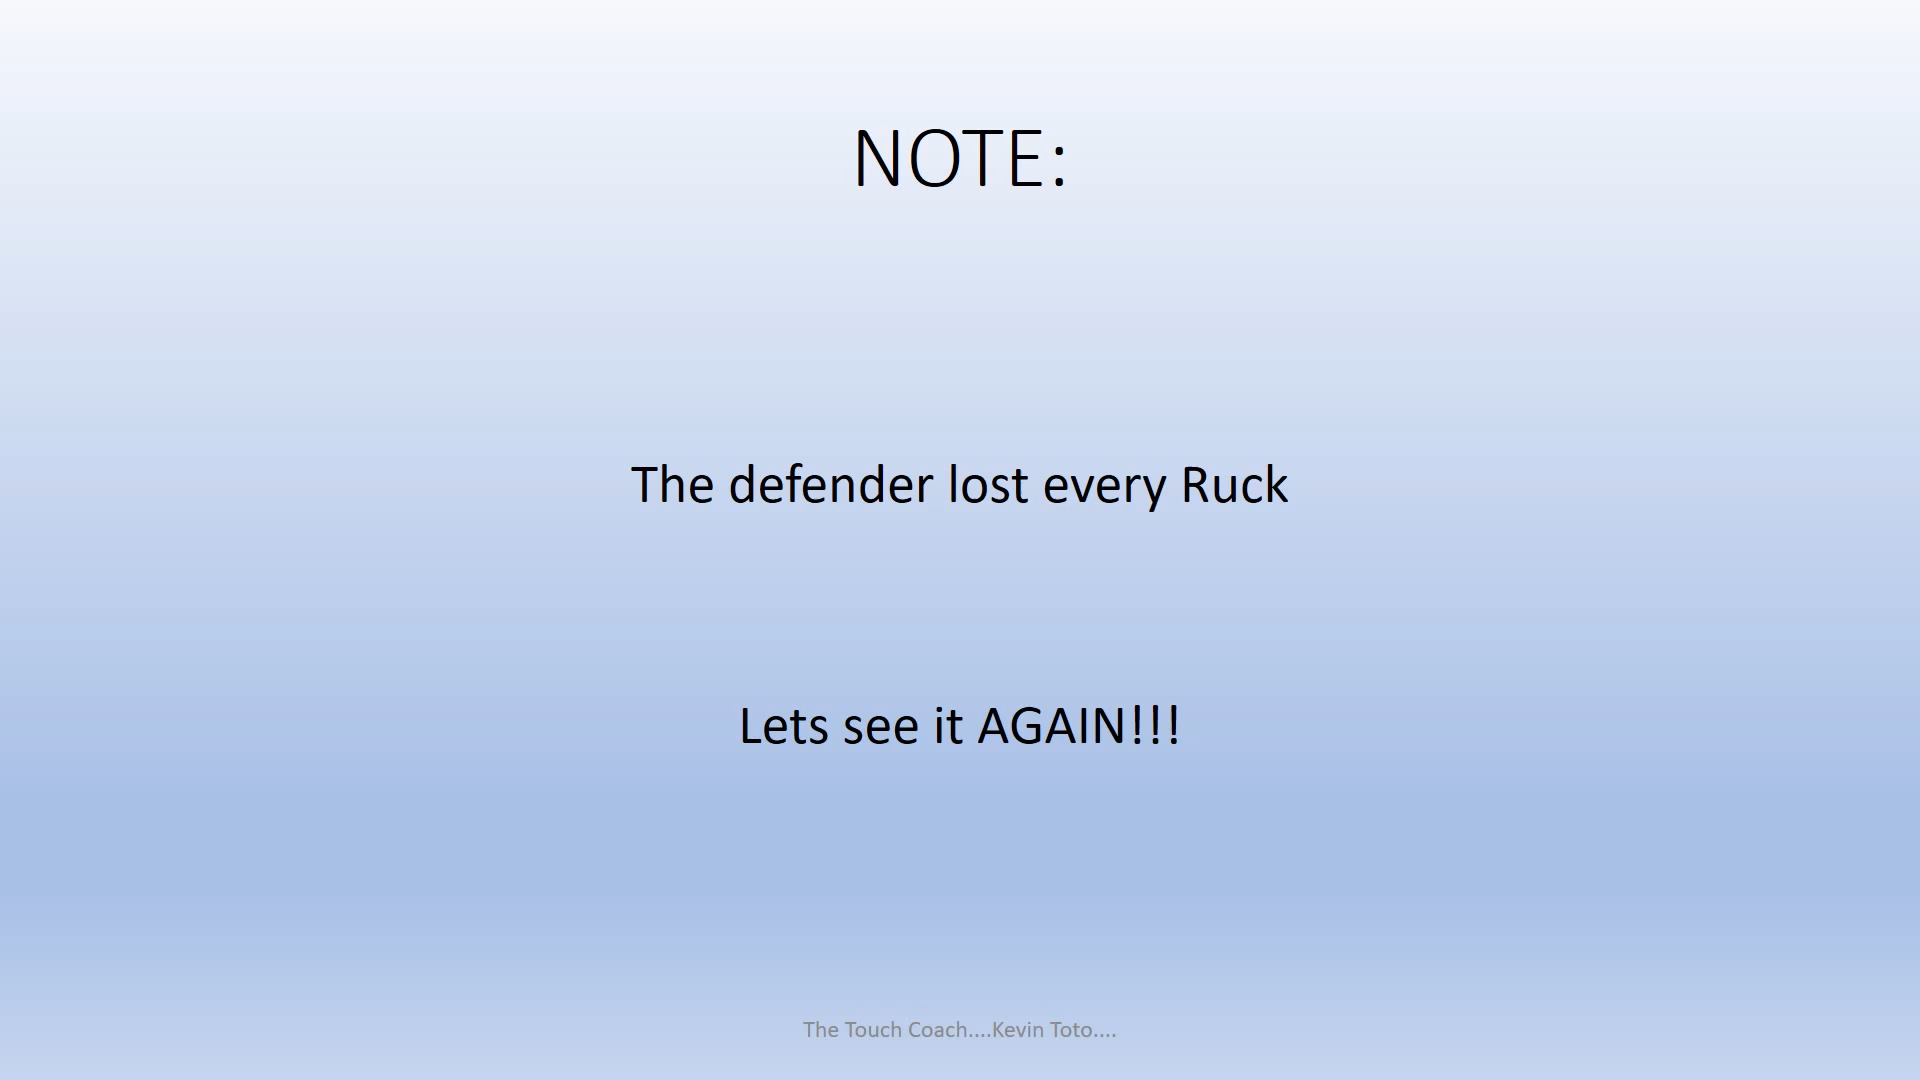 NOTE:
The defender lost every Ruck
Lets see it AGAIN!!!
The Touch Coach....Kevin Toto....